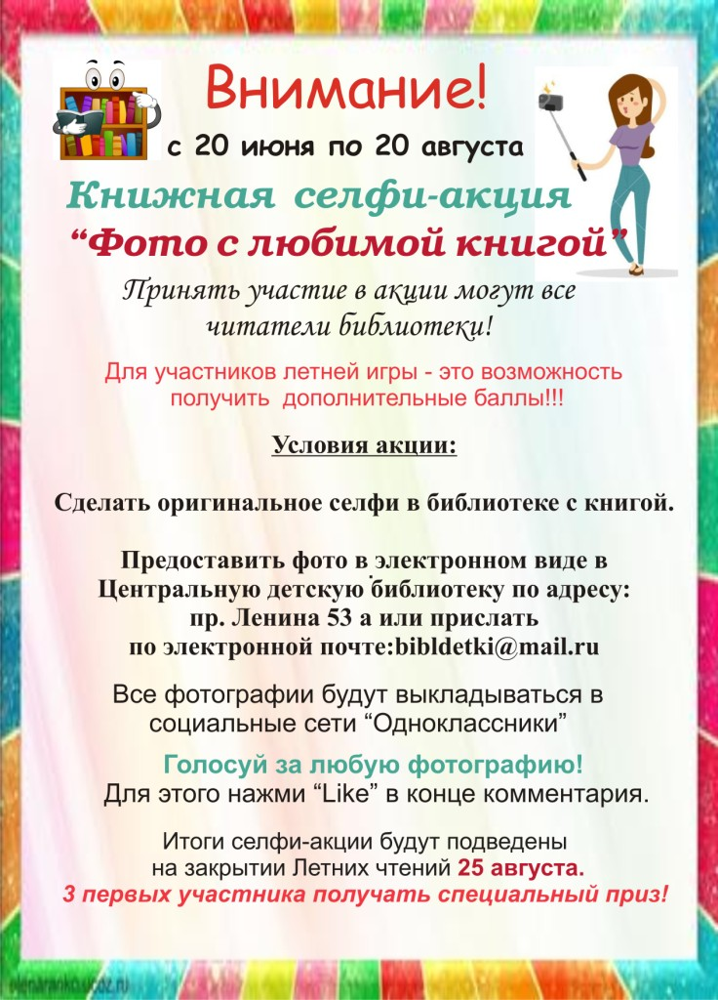 Внимание!
с 20 июня по 20 августа
Книжная селфи-акция
“Фото с любимой книгой”
Принять участие в акции могут все
читатели библиотеки!
Для участников летней игры - это возможность
получить дополнительные баллы!!!
Условия акции:
Сделать оригинальное селфи в библиотеке с книгой.
Предоставить фото в электронном виде в
Центральную детскую библиотеку по адресу:
пр. Ленина 53 а или прислать
по электронной почте:bibldetki@mail.ru
Все фотографии будут выкладываться в
социальные сети “Одноклассники”
Голосуй за любую фотографию!
Для этого нажми “Like” в конце комментария.
Итоги селфи-акции будут подведены
на закрытии Летних чтений 25 августа.
3 первых участника получать специальный приз!
elenaranko.ucoz.ru